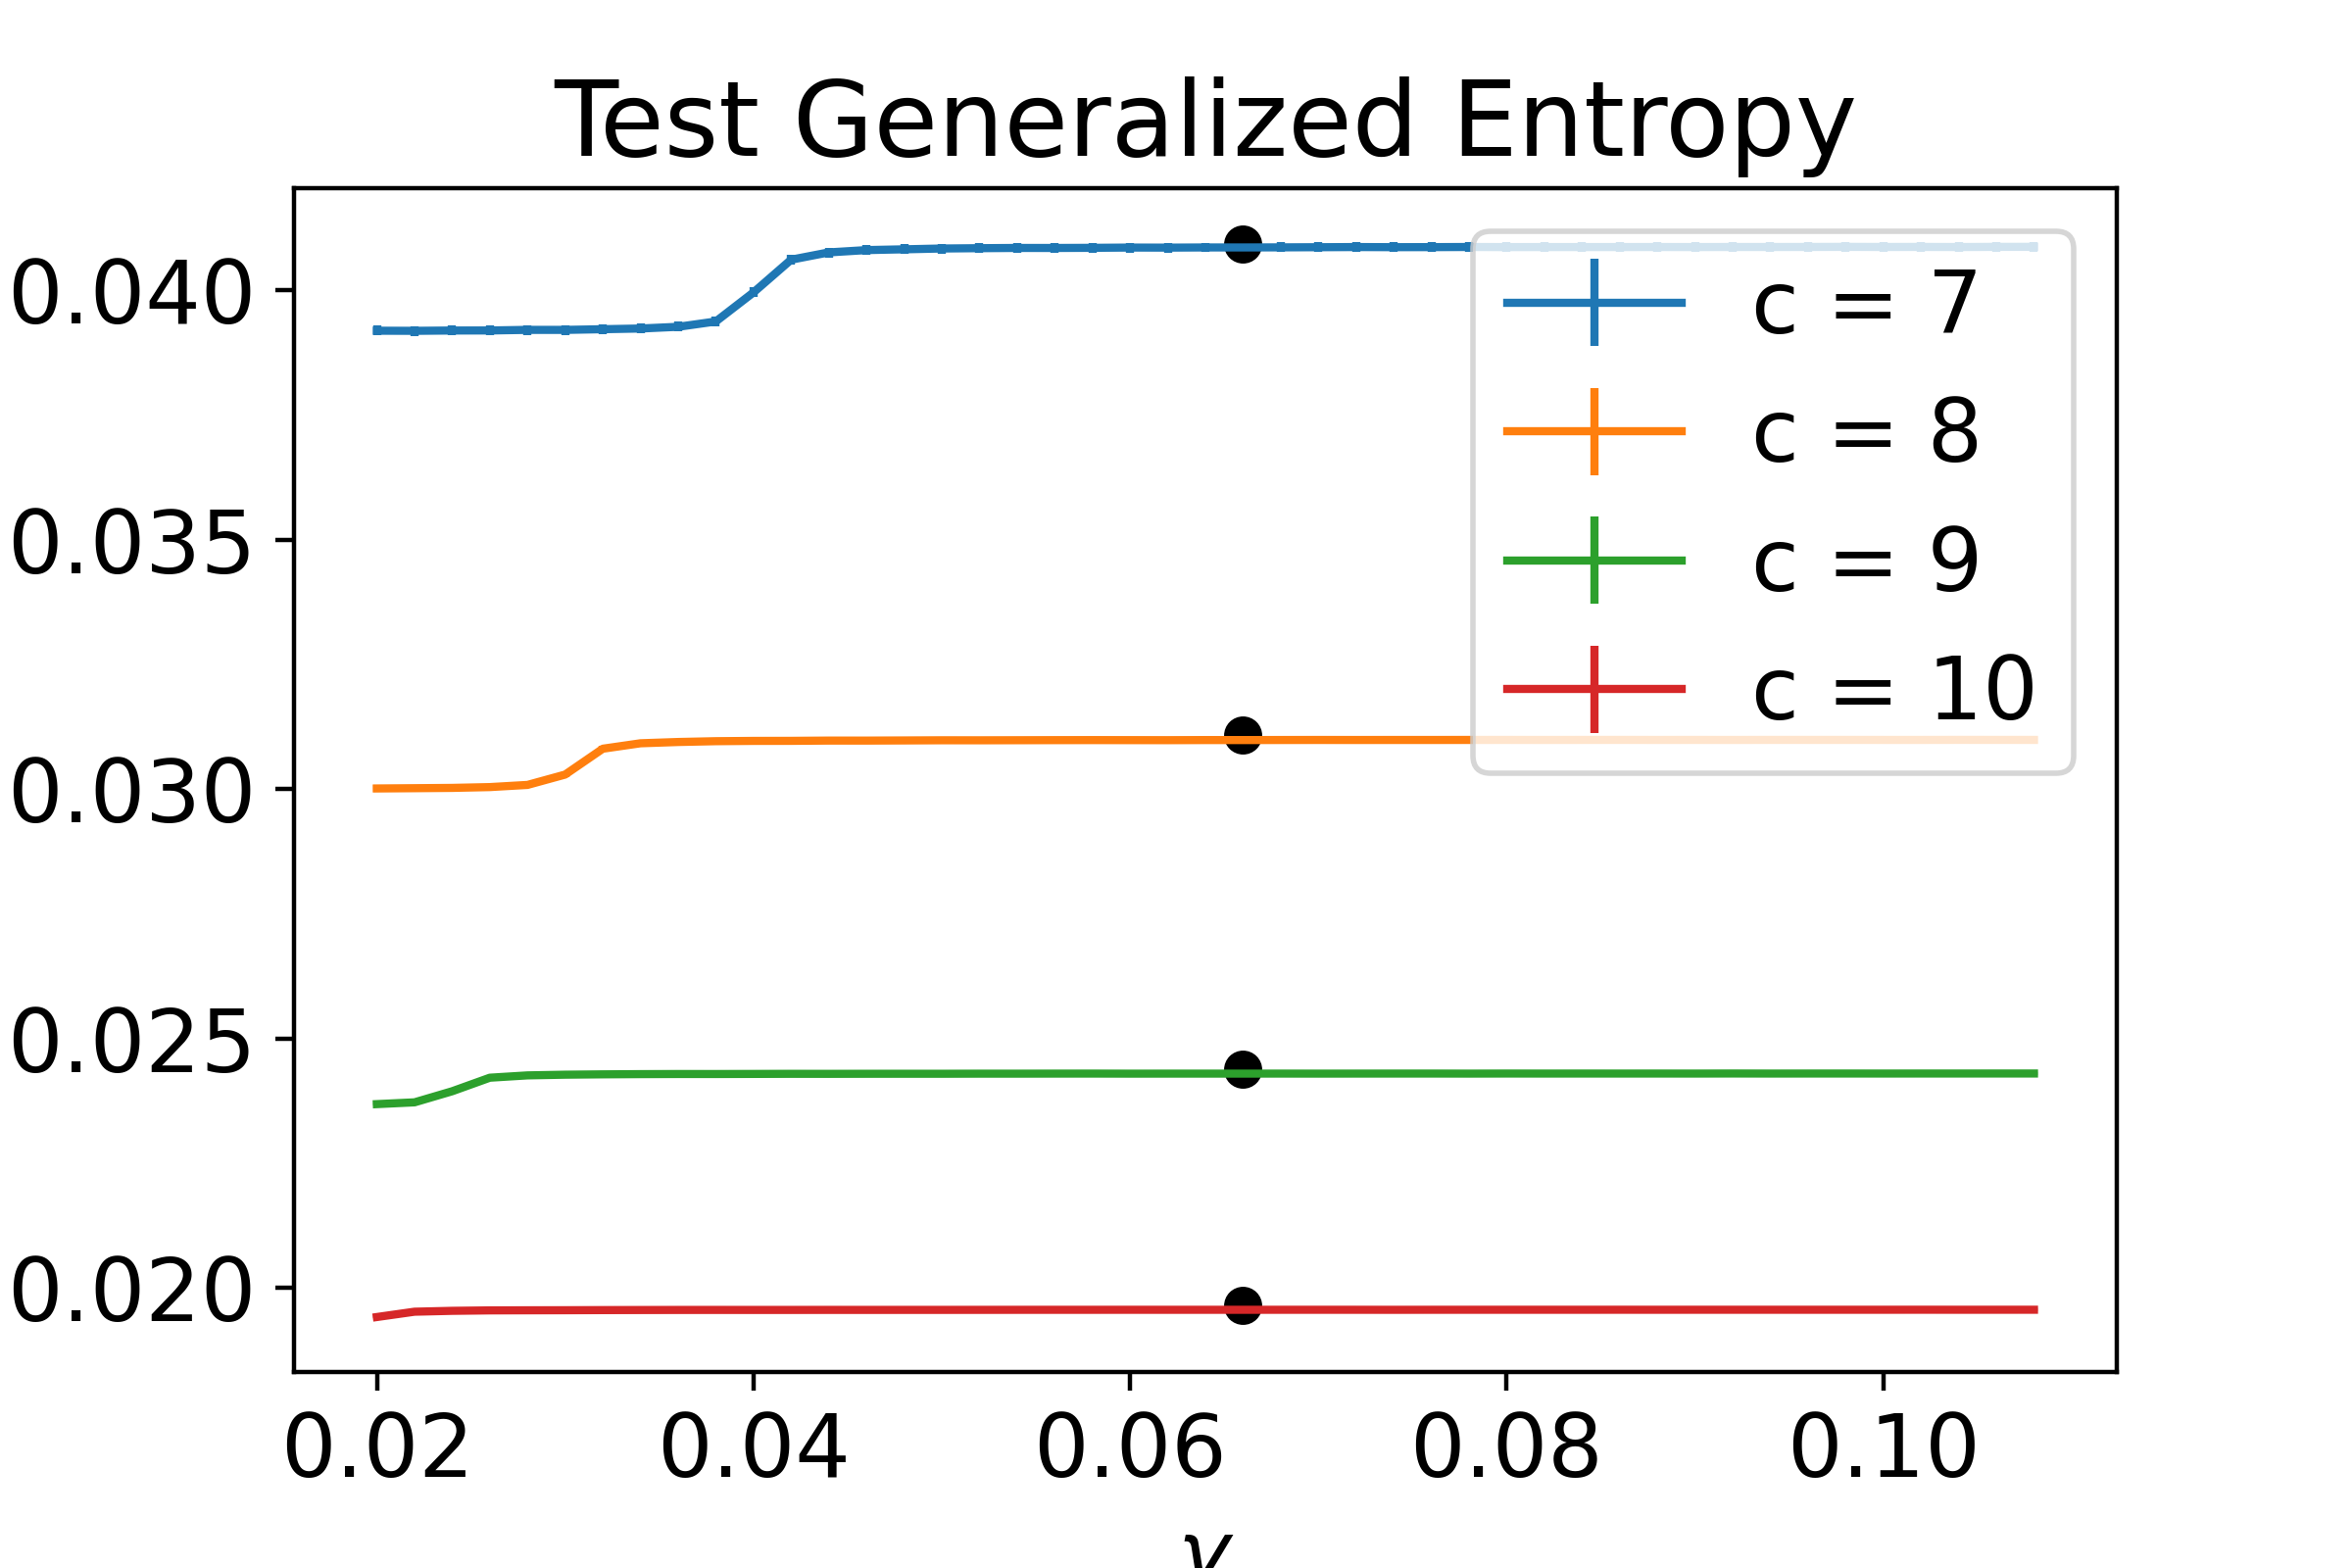 Test Generalized Entropy
0.040
0.035
0.030
0.025
0.020
c = 7
c = 8
c = 9
c = 10
0.02 0.04 0.06 0.08 0.10